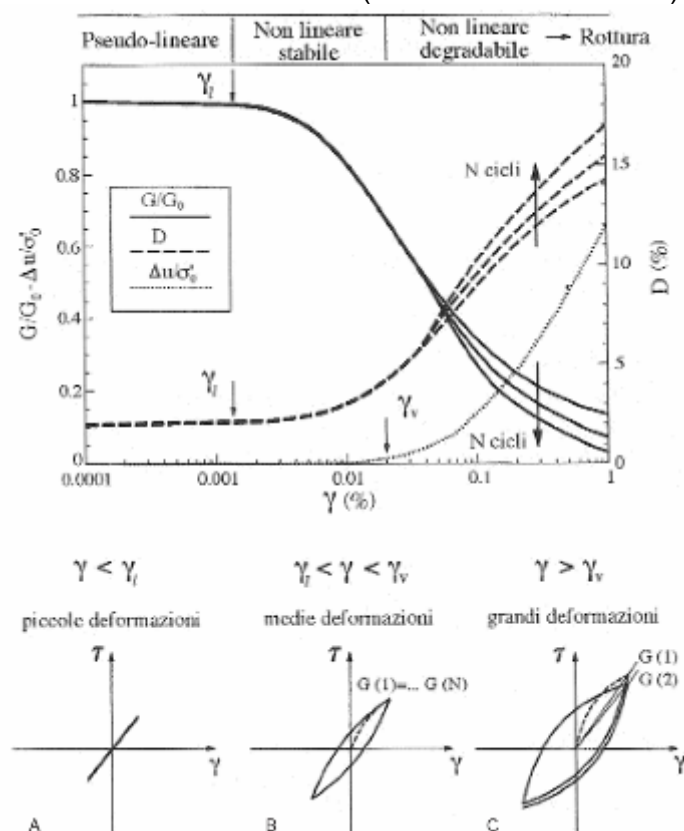 Pseudo-lineare
Non lineare
stabile
Non lineare
degradabile
→ Rottura
γl
N cicli
G/G0
D
Δu/σ'0
G/G0 - Δu/σ'0
D (%)
γl
γv
N cicli
1
0.8
0.6
0.4
0.2
0
20
15
10
5
0
0.0001
0.001
0.01
0.1
1
γ (%)
γ < γl
γl < γ < γv
γ > γv
piccole deformazioni
medie deformazioni
grandi deformazioni
τ
τ
τ
G (1)=... G (N)
G (1)
G (2)
γ
γ
γ
A
B
C